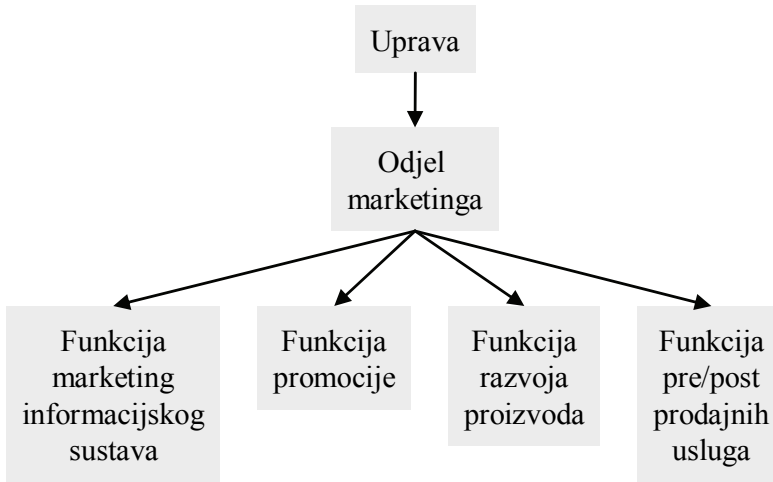 Uprava
Odjel
marketinga
Funkcija
marketing
informacijskog
sustava
Funkcija
promocije
Funkcija
razvoja
proizvoda
Funkcija
pre/post
prodajnih
usluga